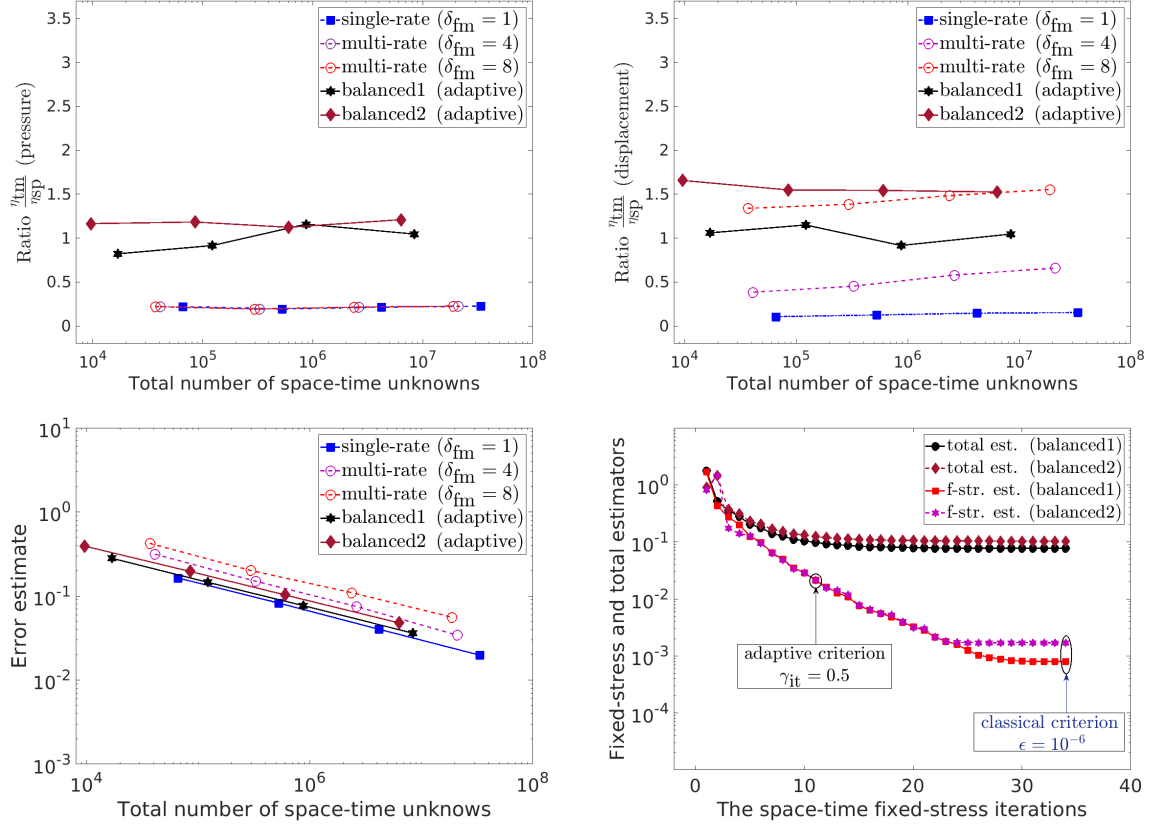 3.5
3
2.5
2
1.5
1
0.5
0
Ratio ηtm/ηsp (pressure)
single-rate (δfm = 1)
multi-rate (δfm = 4)
multi-rate (δfm = 8)
balanced1 (adaptive)
balanced2 (adaptive)
10^4 10^5 10^6 10^7 10^8
Total number of space-time unknowns
3.5
3
2.5
2
1.5
1
0.5
0
Ratio ηtm/ηsp (displacement)
single-rate (δfm = 1)
multi-rate (δfm = 4)
multi-rate (δfm = 8)
balanced1 (adaptive)
balanced2 (adaptive)
10^4 10^5 10^6 10^7 10^8
Total number of space-time unknowns
10^1
10^0
10^-1
10^-2
10^-3
Error estimate
single-rate (δfm = 1)
multi-rate (δfm = 4)
multi-rate (δfm = 8)
balanced1 (adaptive)
balanced2 (adaptive)
10^4 10^6 10^8
Total number of space-time unknows
10^0
10^-1
10^-2
10^-3
10^-4
Fixed-stress and total estimators
total est. (balanced1)
total est. (balanced2)
f-str. est. (balanced1)
f-str. est. (balanced2)
adaptive criterion
γit = 0.5
classical criterion
ϵ = 10^-6
0 10 20 30 40
The space-time fixed-stress iterations